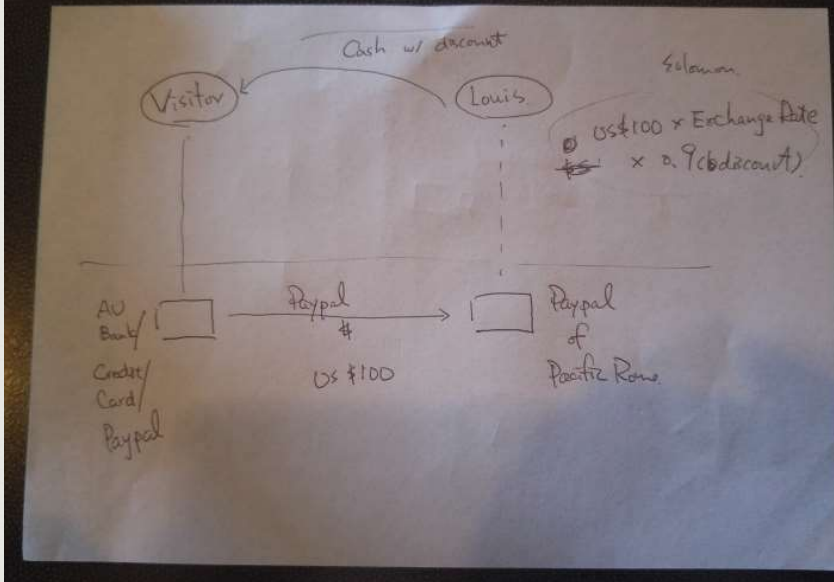 Cash w/ discount
Visitor
Louis
Solomon
US$100 × Exchange Rate
× 0.9 (discount)
AU
Bank/
Credit/
Card/
Paypal
Paypal
$
US $100
Paypal
of
Pacific